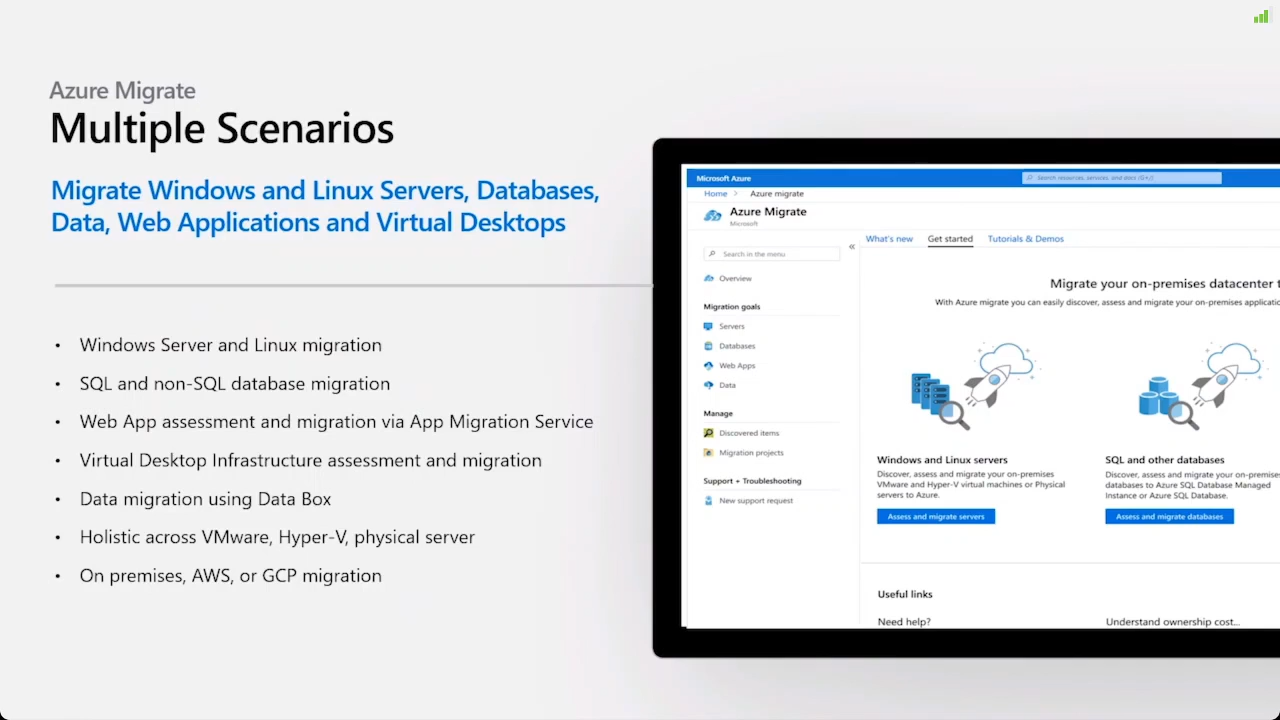 Azure Migrate
Multiple Scenarios
Migrate Windows and Linux Servers, Databases,
Data, Web Applications and Virtual Desktops
• Windows Server and Linux migration
• SQL and non-SQL database migration
• Web App assessment and migration via App Migration Service
• Virtual Desktop Infrastructure assessment and migration
• Data migration using Data Box
• Holistic across VMware, Hyper-V, physical server
• On premises, AWS, or GCP migration
Microsoft Azure
Search resources, services, and docs (G+/)
Home > Azure migrate
Azure Migrate
Microsoft
Search in the menu
«
Overview
Migration goals
Servers
Databases
Web Apps
Data
Manage
Discovered items
Migration projects
Support + Troubleshooting
New support request
What's new Get started Tutorials & Demos
Migrate your on-premises datacenter t
With Azure migrate you can easily discover, assess and migrate your on-premises applicatio
Windows and Linux servers
Discover, assess and migrate your on-premises
VMware and Hyper-V virtual machines or Physical
servers to Azure.
Assess and migrate servers
SQL and other databases
Discover, assess and migrate your on-premises
databases to Azure SQL Database Managed
Instance or Azure SQL Database.
Assess and migrate databases
Useful links
Need help?
Understand ownership cost...